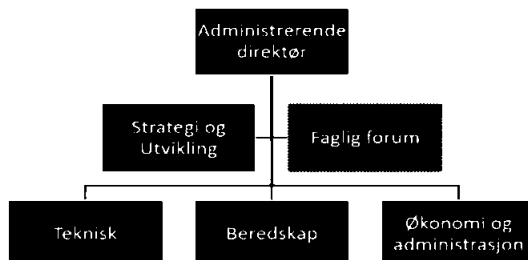 Administrerende
direktør
Strategi og
Utvikling
Faglig forum
Teknisk
Beredskap
Økonomi og
administrasjon